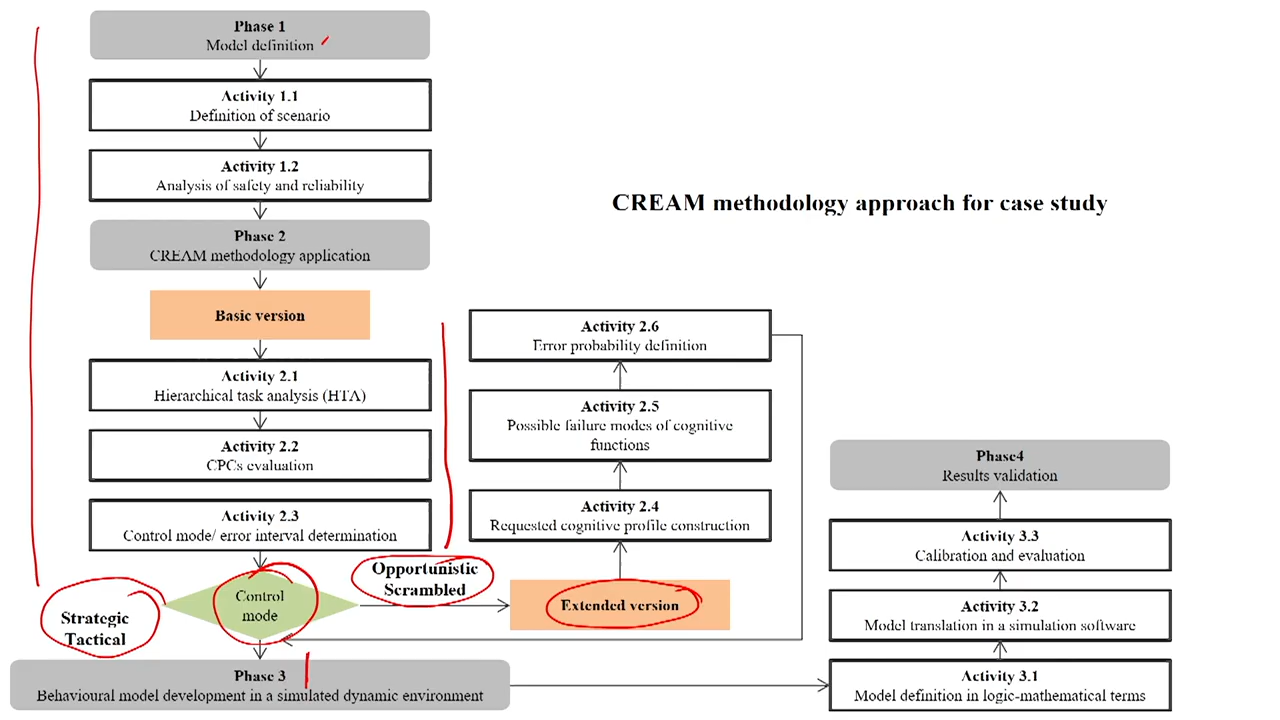 Phase 1
Model definition
Activity 1.1
Definition of scenario
Activity 1.2
Analysis of safety and reliability
Phase 2
CREAM methodology application
Basic version
Activity 2.1
Hierarchical task analysis (HTA)
Activity 2.2
CPCs evaluation
Activity 2.3
Control mode/ error interval determination
Control
mode
Strategic
Tactical
Opportunistic
Scrambled
Extended version
Activity 2.4
Requested cognitive profile construction
Activity 2.5
Possible failure modes of cognitive
functions
Activity 2.6
Error probability definition
Phase 3
Behavioural model development in a simulated dynamic environment
Activity 3.1
Model definition in logic-mathematical terms
Activity 3.2
Model translation in a simulation software
Activity 3.3
Calibration and evaluation
Phase4
Results validation
CREAM methodology approach for case study